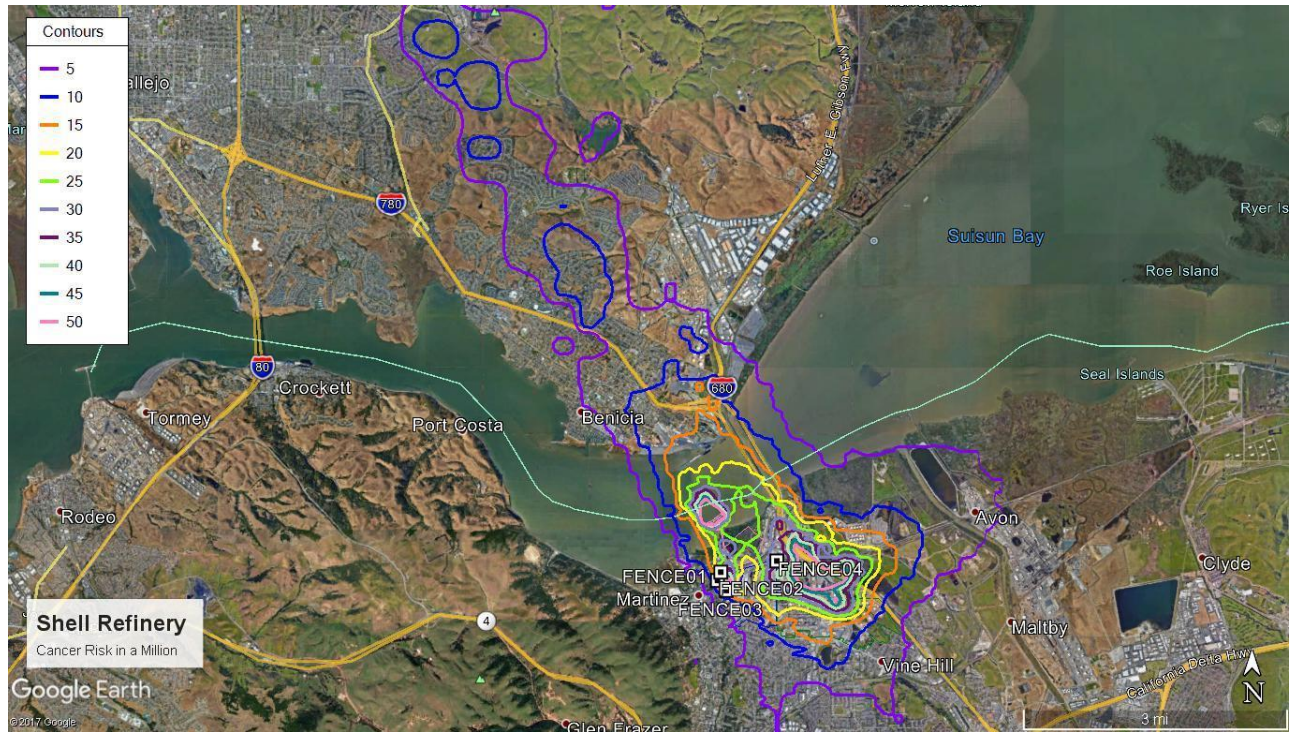 Contours
5
10
15
20
25
30
35
40
45
50
allejo
Luther E. Gibson Fwy
780
Suisun Bay
Ryer Is
Roe Island
80
Crockett
680
Seal Islands
Tormey
Port Costa
Benicia
Rodeo
Avon
Clyde
FENCE01
FENCE04
FENCE02
Martinez
FENCE03
Maltby
Shell Refinery
Cancer Risk in a Million
4
Vine Hill
California Delta Hwy
Google Earth
N
© 2017 Google
Glen Frazer
3 mi